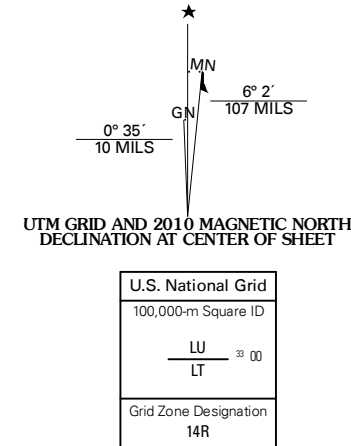 ★
MN
GN
6° 2´
107 MILS
0° 35´
10 MILS
UTM GRID AND 2010 MAGNETIC NORTH
DECLINATION AT CENTER OF SHEET
U.S. National Grid
100,000-m Square ID
LU
33 00
LT
Grid Zone Designation
14R